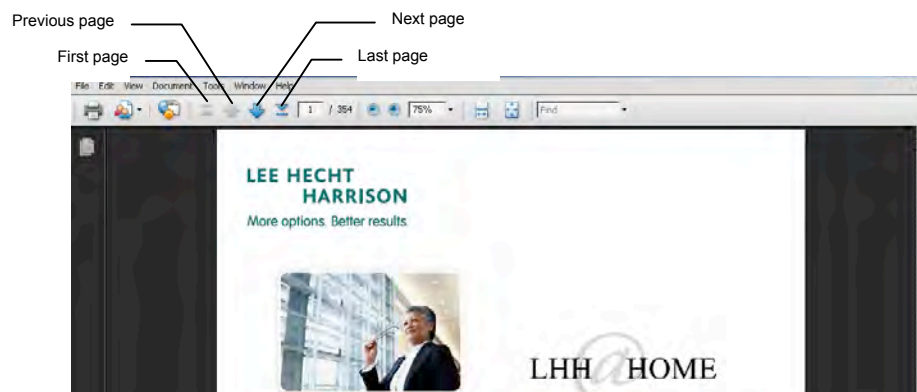 Previous page
Next page
First page
Last page
File Edit View Document Tools Window Help
1 / 354 75% Find
LEE HECHT
HARRISON
More options. Better results.
LHH@HOME